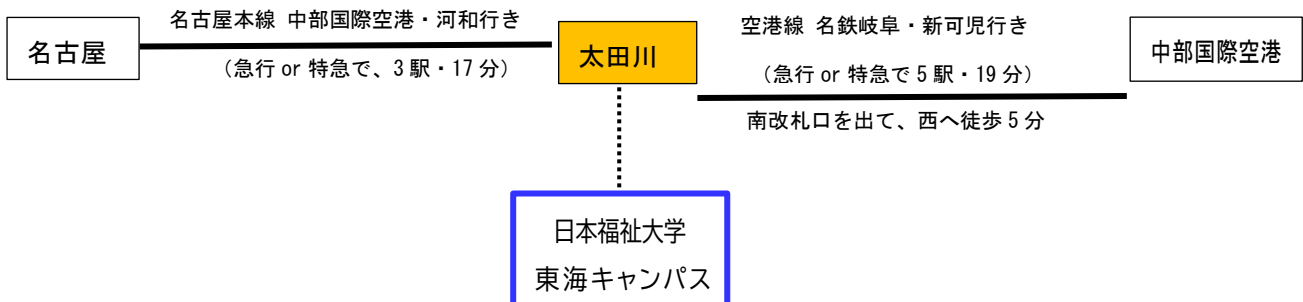 名古屋本線 中部国際空港・河和行き
名古屋
（急行 or 特急で、3 駅・17 分）
太田川
空港線 名鉄岐阜・新可児行き
（急行 or 特急で 5 駅・19 分）
中部国際空港
南改札口を出て、西へ徒歩 5 分
日本福祉大学
東海キャンパス